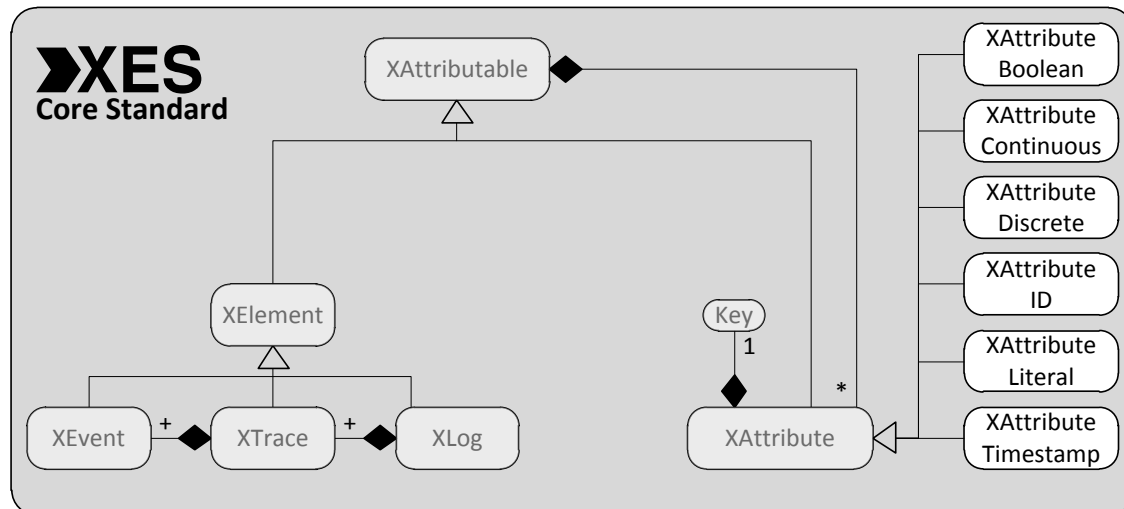 XES
Core Standard
XAttributable
XAttribute
Boolean
XAttribute
Continuous
XAttribute
Discrete
XAttribute
ID
XAttribute
Literal
XAttribute
Timestamp
XElement
Key
1
*
XEvent
+
XTrace
+
XLog
XAttribute